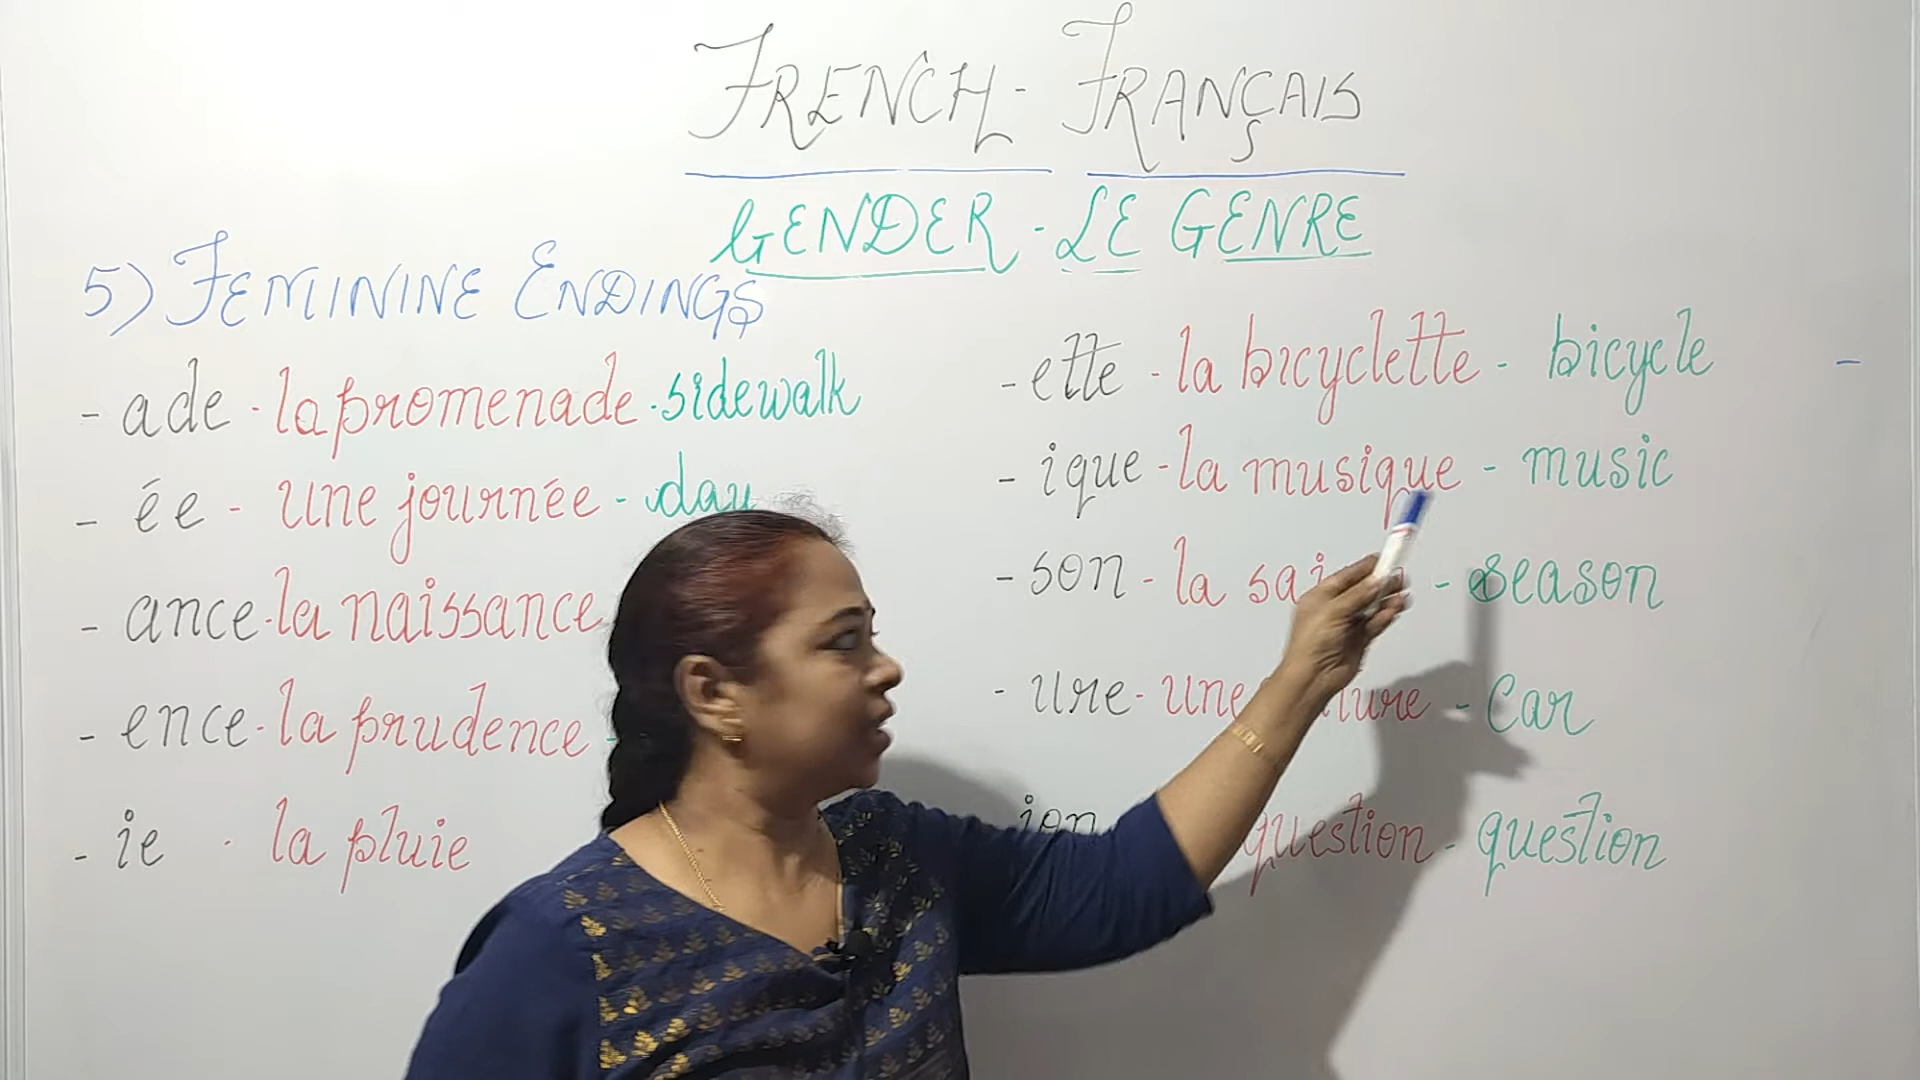 FRENCH - FRANÇAIS
GENDER - LE GENRE
5) FEMININE ENDINGS
- ade - la promenade - sidewalk
- ée - une journée - day
- ance - la naissance
- ence - la prudence -
- ie - la pluie
- ette - la bicyclette - bicycle
- ique - la musique - music
- son - la - season
- ure - une - car
ion question - question